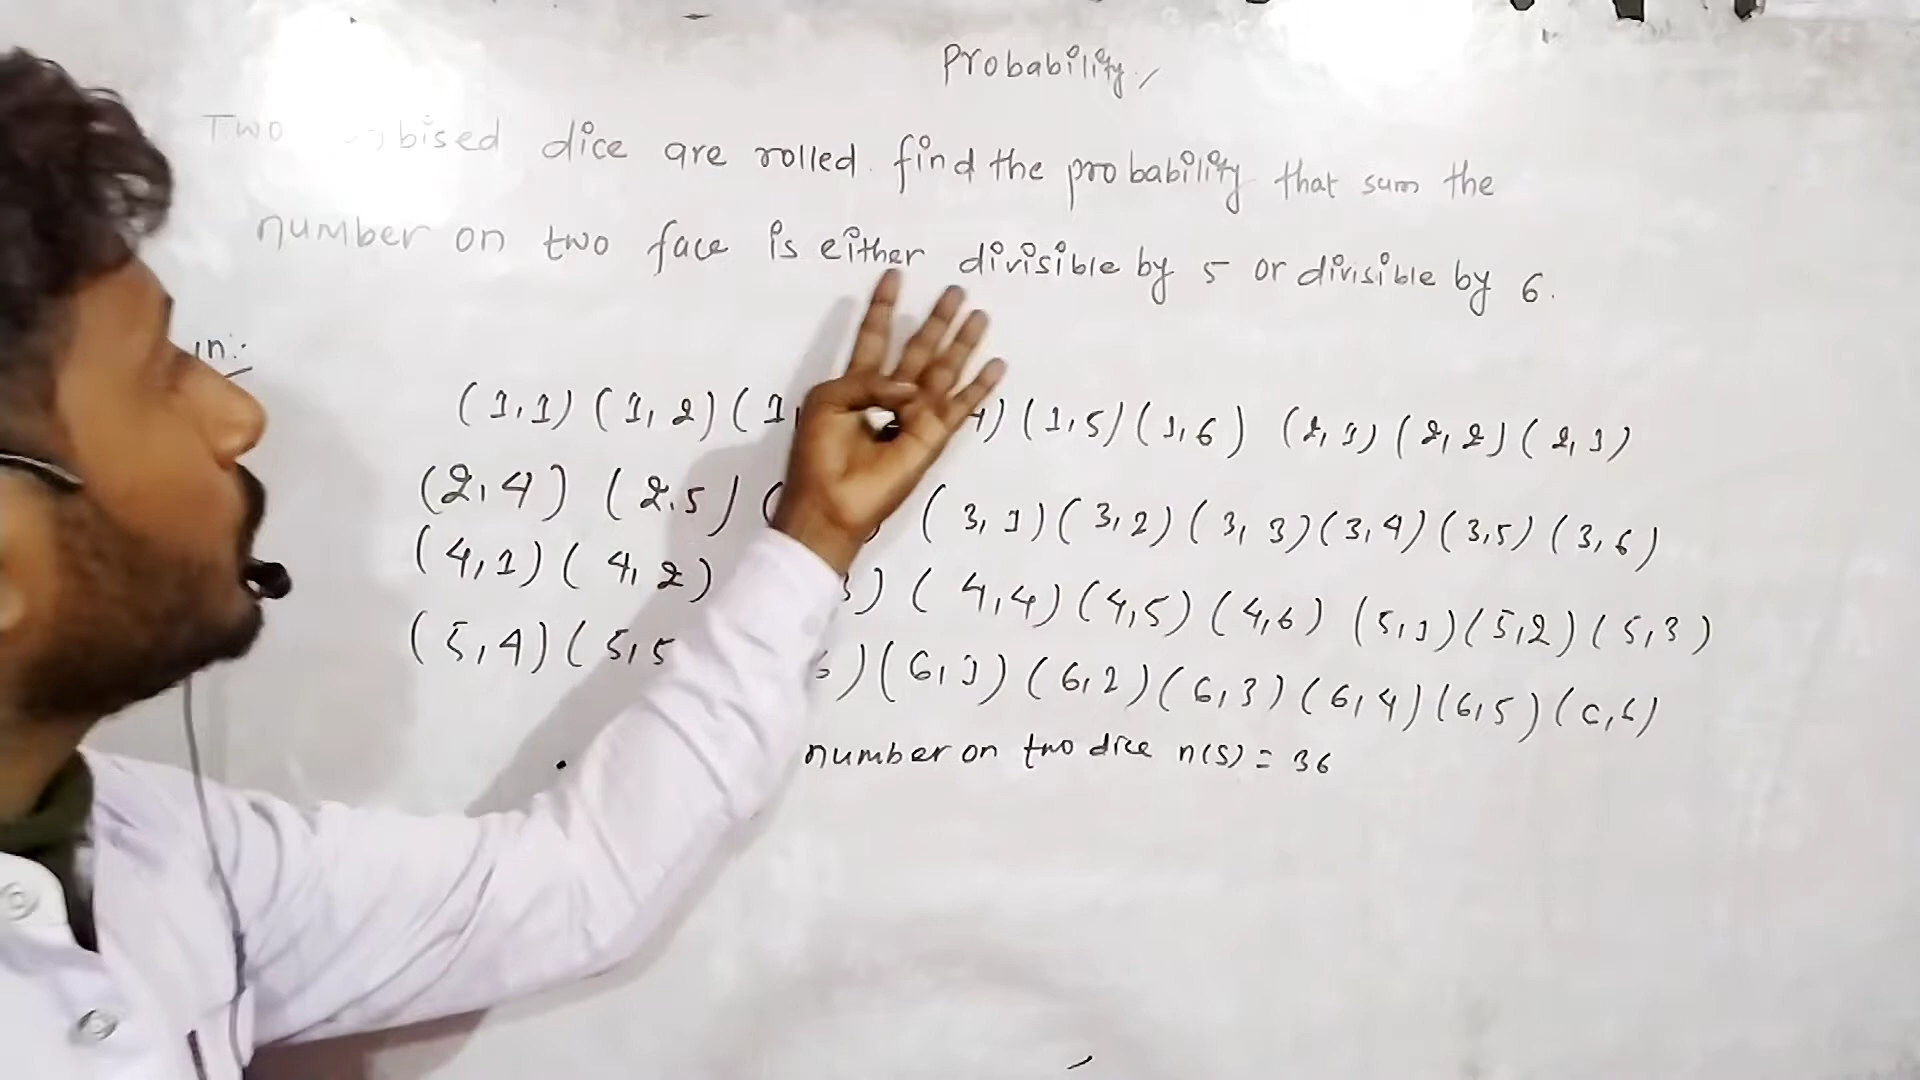 Probability
Two bised dice are rolled. find the probability that sum the
number on two face is either divisible by 5 or divisible by 6.
in:-
(1,1) (1,2) (1, 4) (1,5) (1,6) (2,1) (2,2) (2,3)
(2,4) (2,5) ( ) (3,1) (3,2) (3,3) (3,4) (3,5) (3,6)
(4,1) (4,2) 3) (4,4) (4,5) (4,6) (5,1) (5,2) (5,3)
(5,4) (5,5 6) (6,1) (6,2) (6,3) (6,4) (6,5) (6,6)
number on two dice n(S) = 36